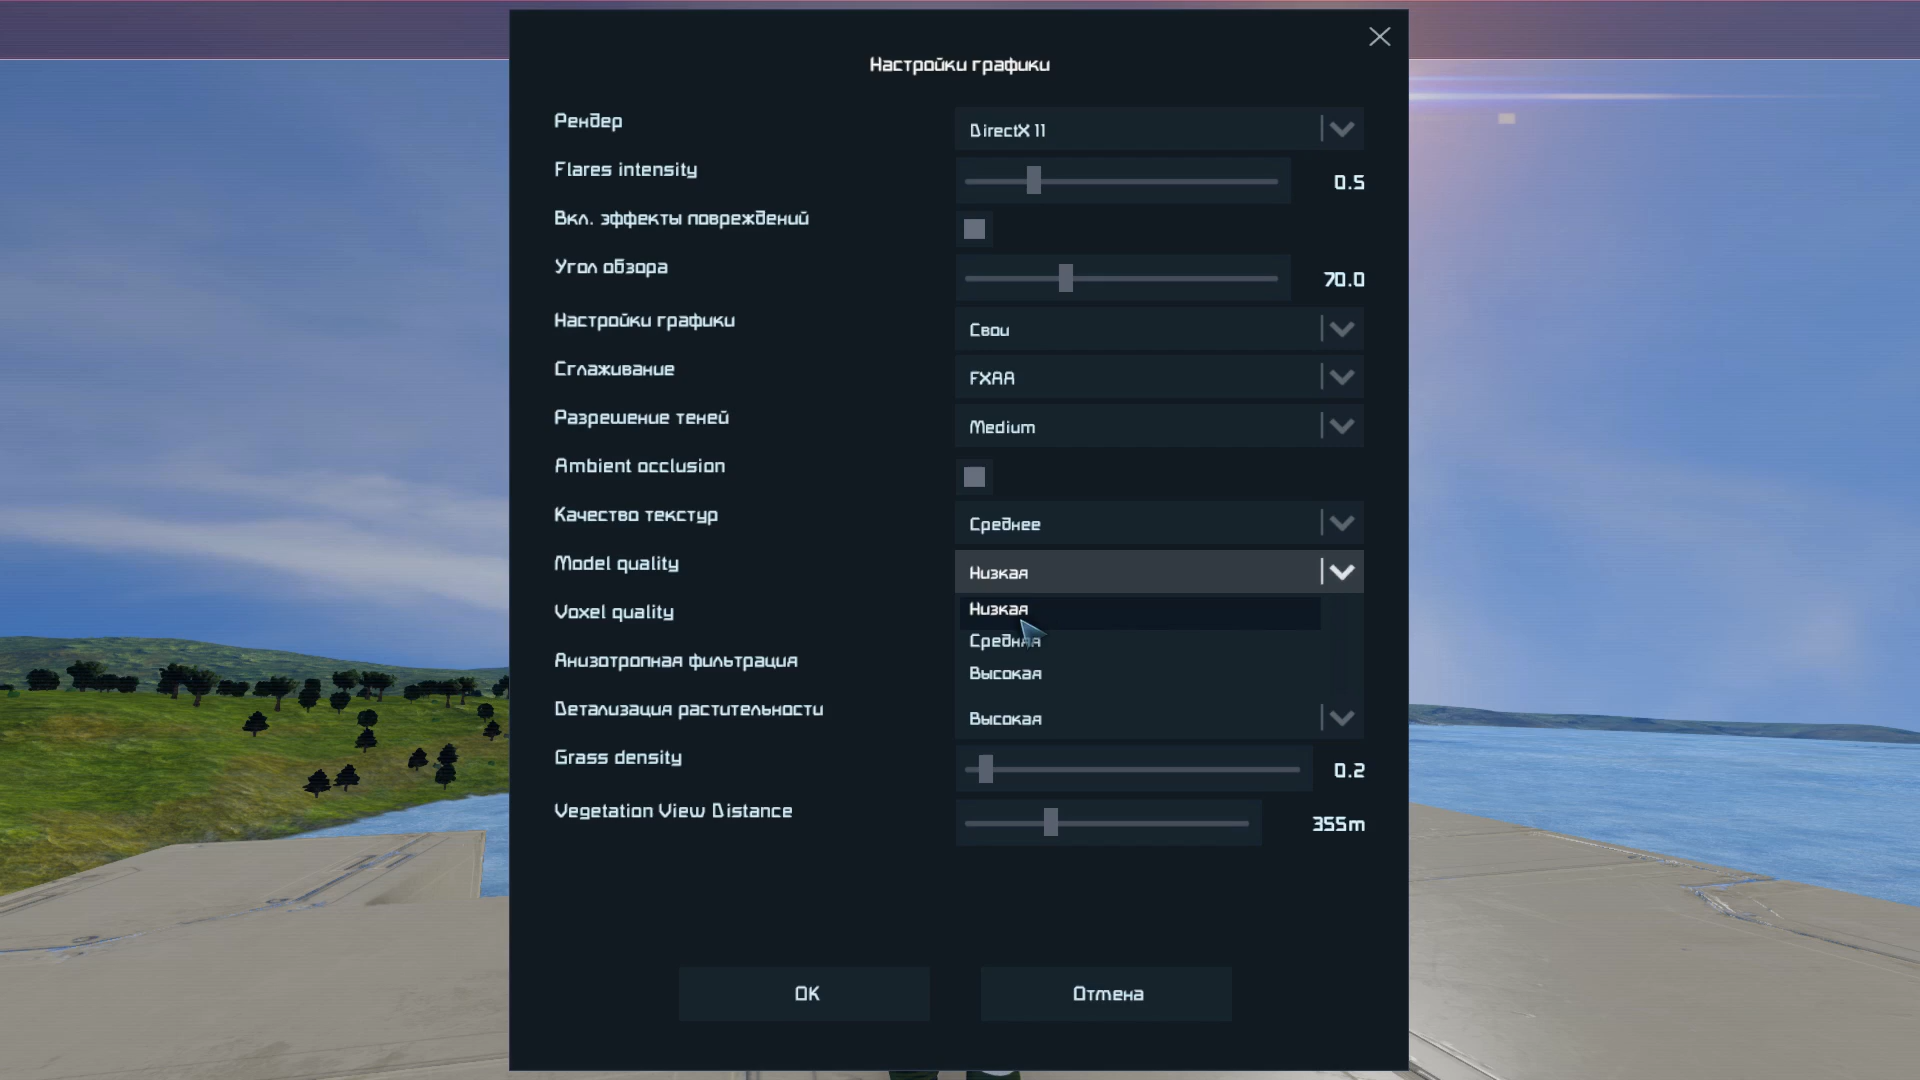 Настройки графики
Рендер
DirectX 11
Flares intensity
0.5
Вкл. эффекты повреждений
Угол обзора
70.0
Настройки графики
Свои
Сглаживание
FXAA
Разрешение теней
Medium
Ambient occlusion
Качество текстур
Среднее
Model quality
Низкая
Voxel quality
Низкая
Средняя
Анизотропная фильтрация
Высокая
Детализация растительности
Высокая
Grass density
0.2
Vegetation View Distance
355m
OK
Отмена